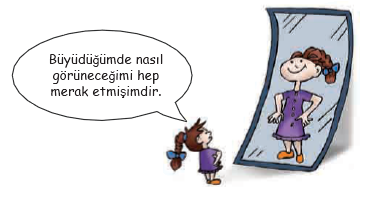 Büyüdüğümde nasıl
görüneceğimi hep
merak etmişimdir.